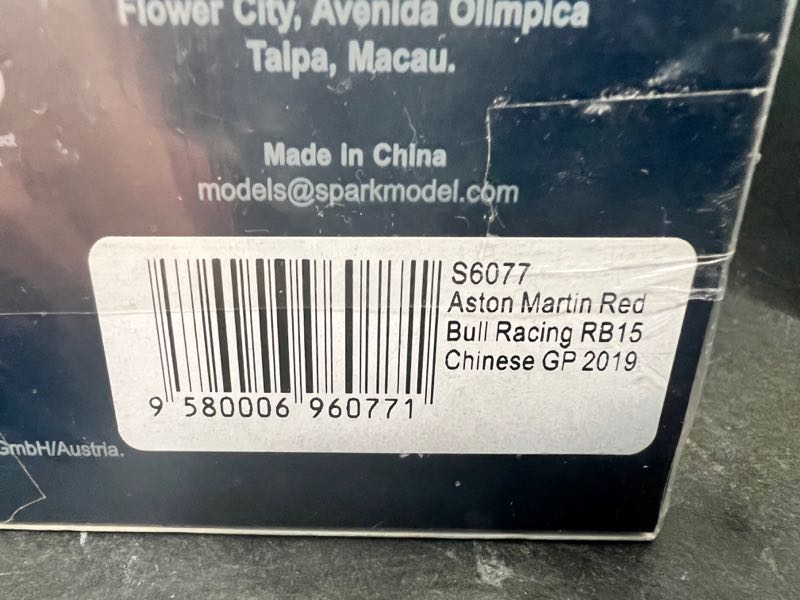 Flower City, Avenida Olimpica
Taipa, Macau.
Made in China
models@sparkmodel.com
S6077
Aston Martin Red
Bull Racing RB15
Chinese GP 2019
9 580006 960771
GmbH/Austria.